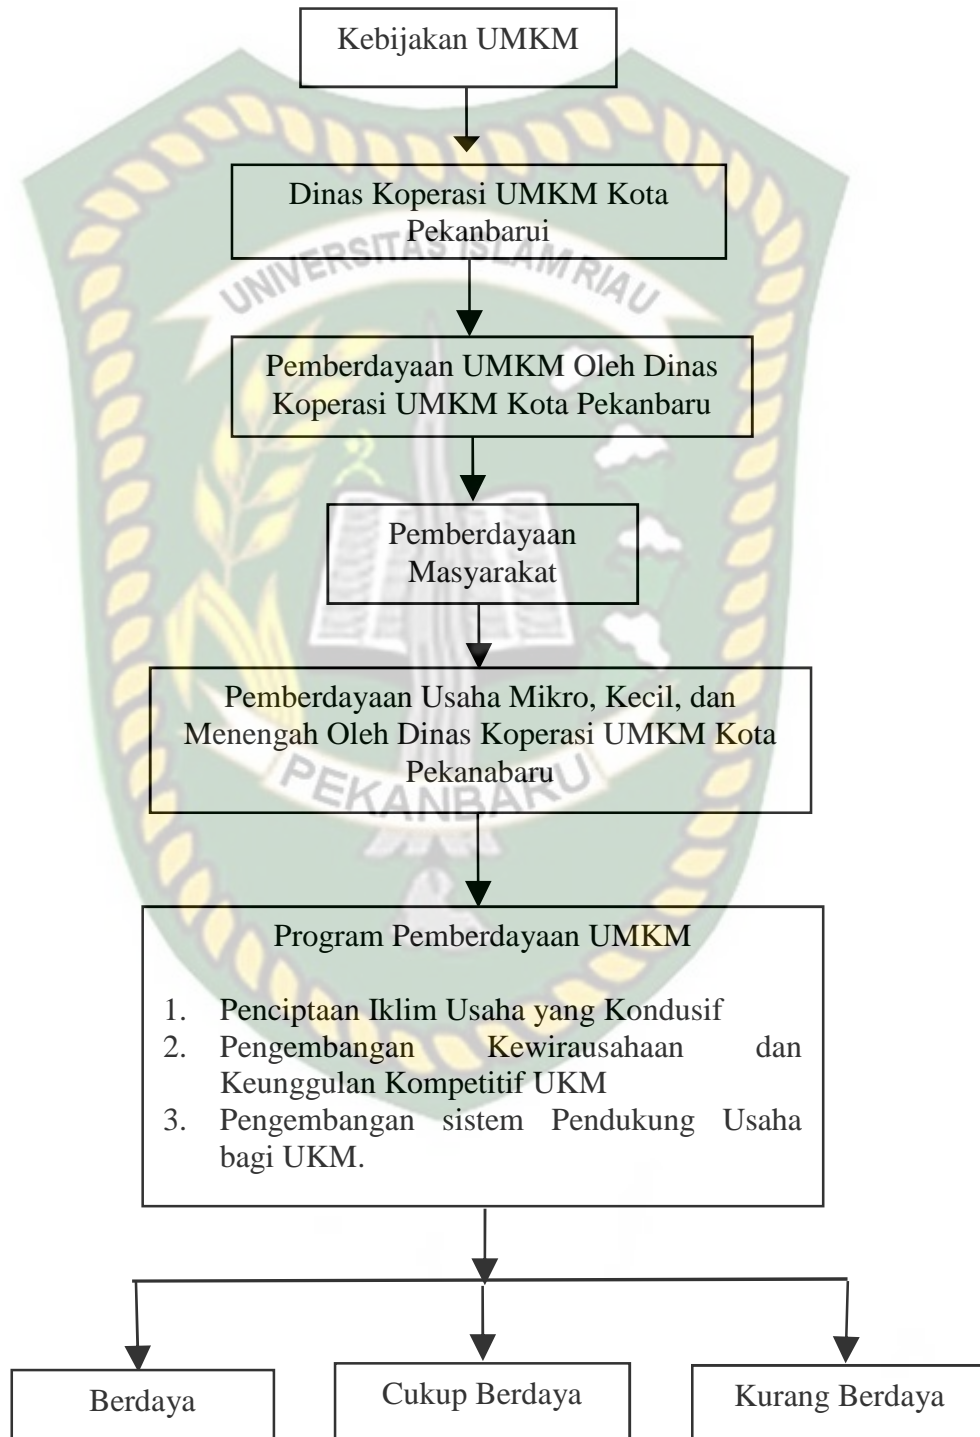 Kebijakan UMKM
Dinas Koperasi UMKM Kota
Pekanbarui
UNIVERSITAS ISLAM RIAU
Pemberdayaan UMKM Oleh Dinas
Koperasi UMKM Kota Pekanbaru
Pemberdayaan
Masyarakat
Pemberdayaan Usaha Mikro, Kecil, dan
Menengah Oleh Dinas Koperasi UMKM Kota
Pekanabaru
PEKANBARU
Program Pemberdayaan UMKM
1. Penciptaan Iklim Usaha yang Kondusif
2. Pengembangan Kewirausahaan dan
Keunggulan Kompetitif UKM
3. Pengembangan sistem Pendukung Usaha
bagi UKM.
Berdaya
Cukup Berdaya
Kurang Berdaya